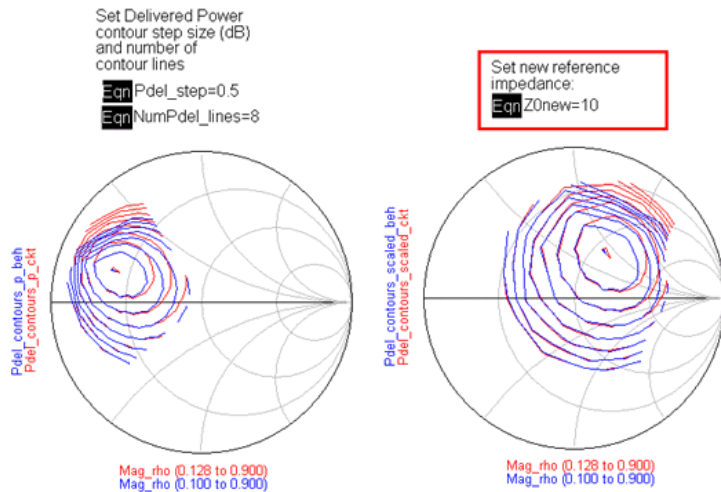 Set Delivered Power
contour step size (dB)
and number of
contour lines
Eqn Pdel_step=0.5
Eqn NumPdel_lines=8
Set new reference
impedance:
Eqn Z0new=10
Pdel_contours_p_beh
Pdel_contours_p_ckt
Mag_rho (0.128 to 0.900)
Mag_rho (0.100 to 0.900)
Pdel_contours_scaled_beh
Pdel_contours_scaled_ckt
Mag_rho (0.128 to 0.900)
Mag_rho (0.100 to 0.900)